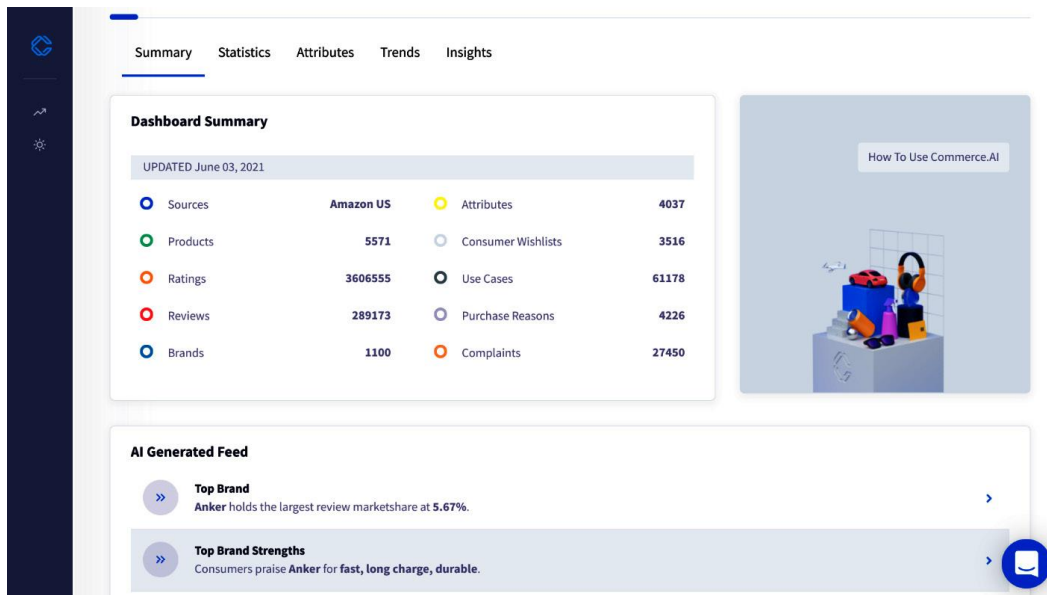 Summary Statistics Attributes Trends Insights
Dashboard Summary
UPDATED June 03, 2021
Sources Amazon US Attributes 4037
Products 5571 Consumer Wishlists 3516
Ratings 3606555 Use Cases 61178
Reviews 289173 Purchase Reasons 4226
Brands 1100 Complaints 27450
How To Use Commerce.AI
AI Generated Feed
Top Brand
Anker holds the largest review marketshare at 5.67%.
Top Brand Strengths
Consumers praise Anker for fast, long charge, durable.